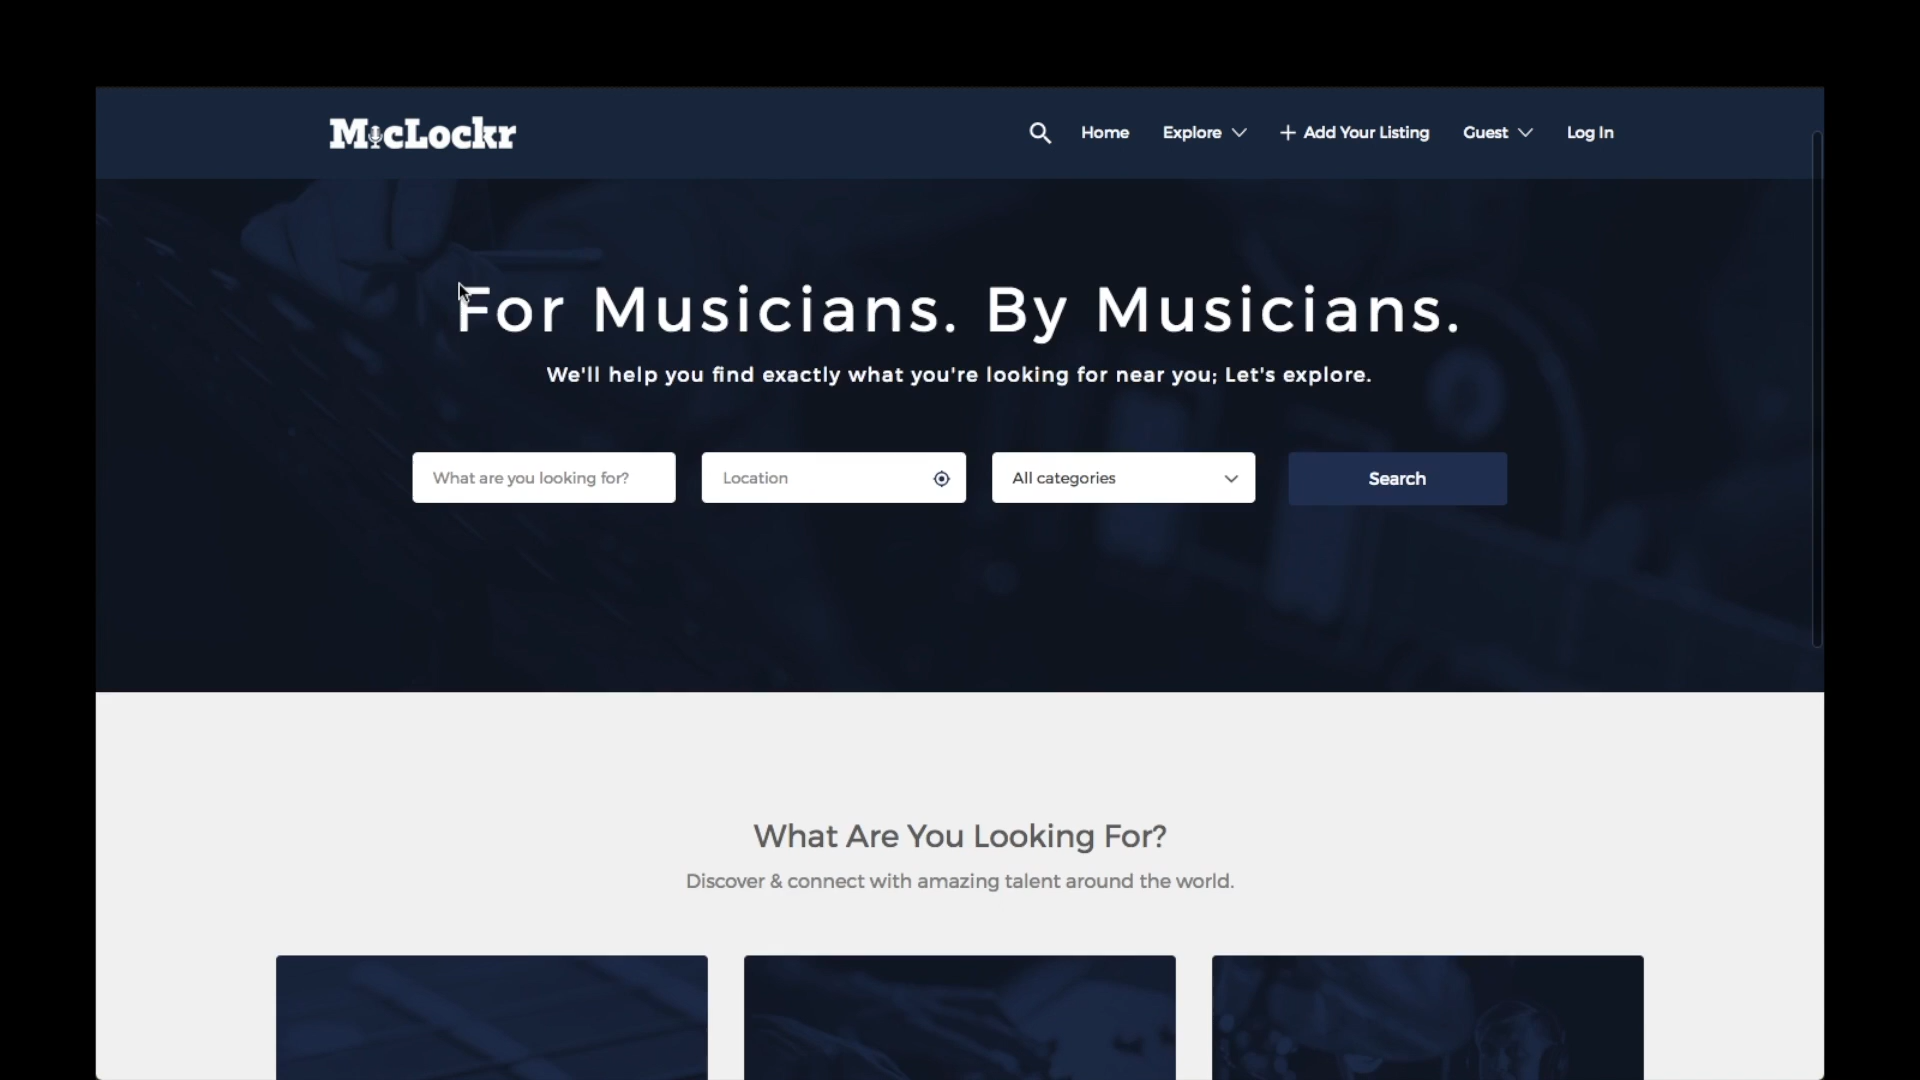 MicLockr
Home Explore Add Your Listing Guest Log In
For Musicians. By Musicians.
We'll help you find exactly what you're looking for near you; Let's explore.
What are you looking for? Location All categories Search
What Are You Looking For?
Discover & connect with amazing talent around the world.